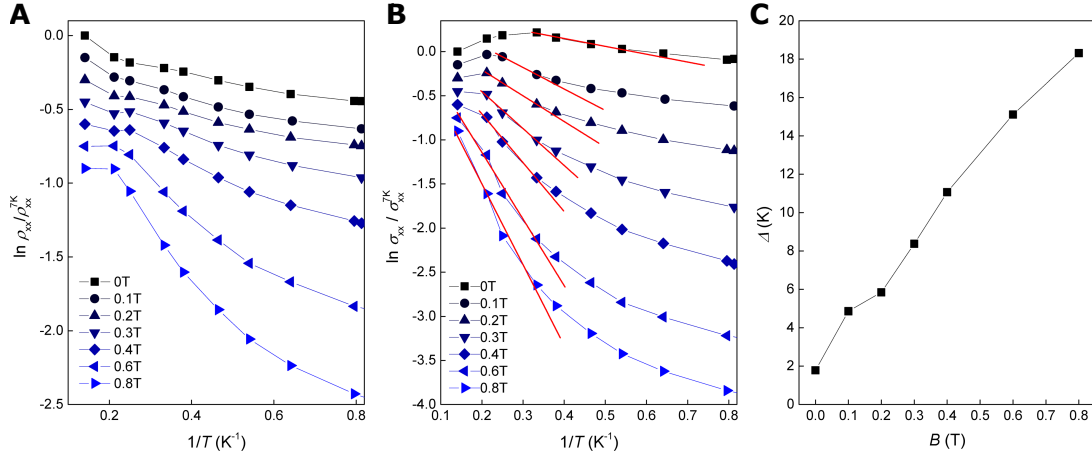 A
ln ρxx/ρxx^7K
0.0
-0.5
-1.0
-1.5
-2.0
-2.5
0T
0.1T
0.2T
0.3T
0.4T
0.6T
0.8T
0.2 0.4 0.6 0.8
1/T (K⁻¹)
B
ln σxx / σxx^7K
0.0
-0.5
-1.0
-1.5
-2.0
-2.5
-3.0
-3.5
-4.0
0T
0.1T
0.2T
0.3T
0.4T
0.6T
0.8T
0.1 0.2 0.3 0.4 0.5 0.6 0.7 0.8
1/T (K⁻¹)
C
Δ (K)
20
18
16
14
12
10
8
6
4
2
0
0.0 0.1 0.2 0.3 0.4 0.5 0.6 0.7 0.8
B (T)